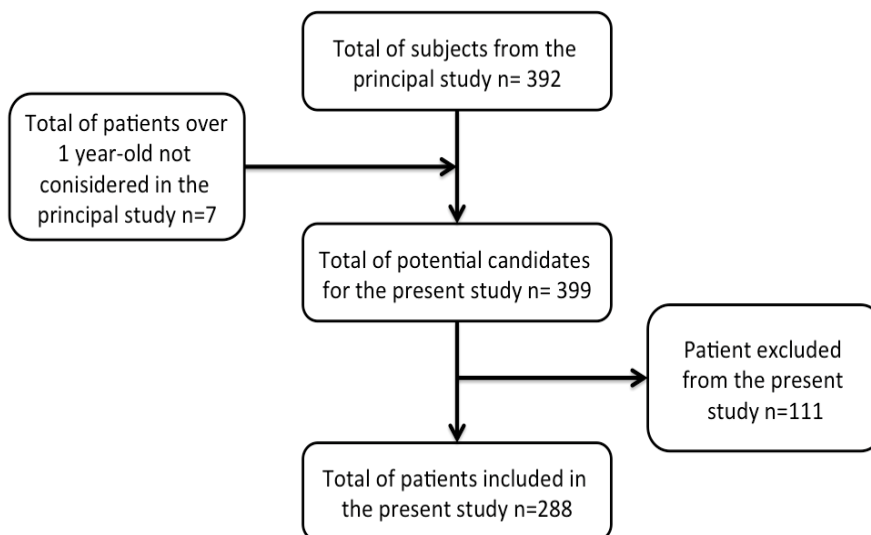 Total of subjects from the
principal study n= 392
Total of patients over
1 year-old not
conisidered in the
principal study n=7
Total of potential candidates
for the present study n= 399
Patient excluded
from the present
study n=111
Total of patients included in
the present study n=288